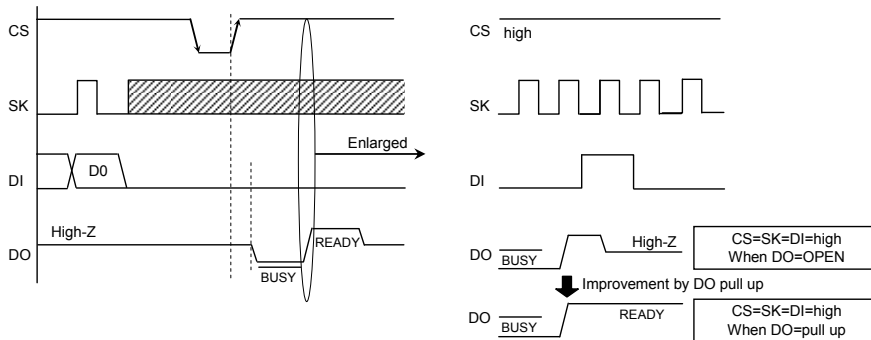 CS
SK
DI
D0
DO
High-Z
BUSY
READY
Enlarged
CS
high
SK
DI
DO
BUSY
High-Z
CS=SK=DI=high
When DO=OPEN
Improvement by DO pull up
DO
BUSY
READY
CS=SK=DI=high
When DO=pull up